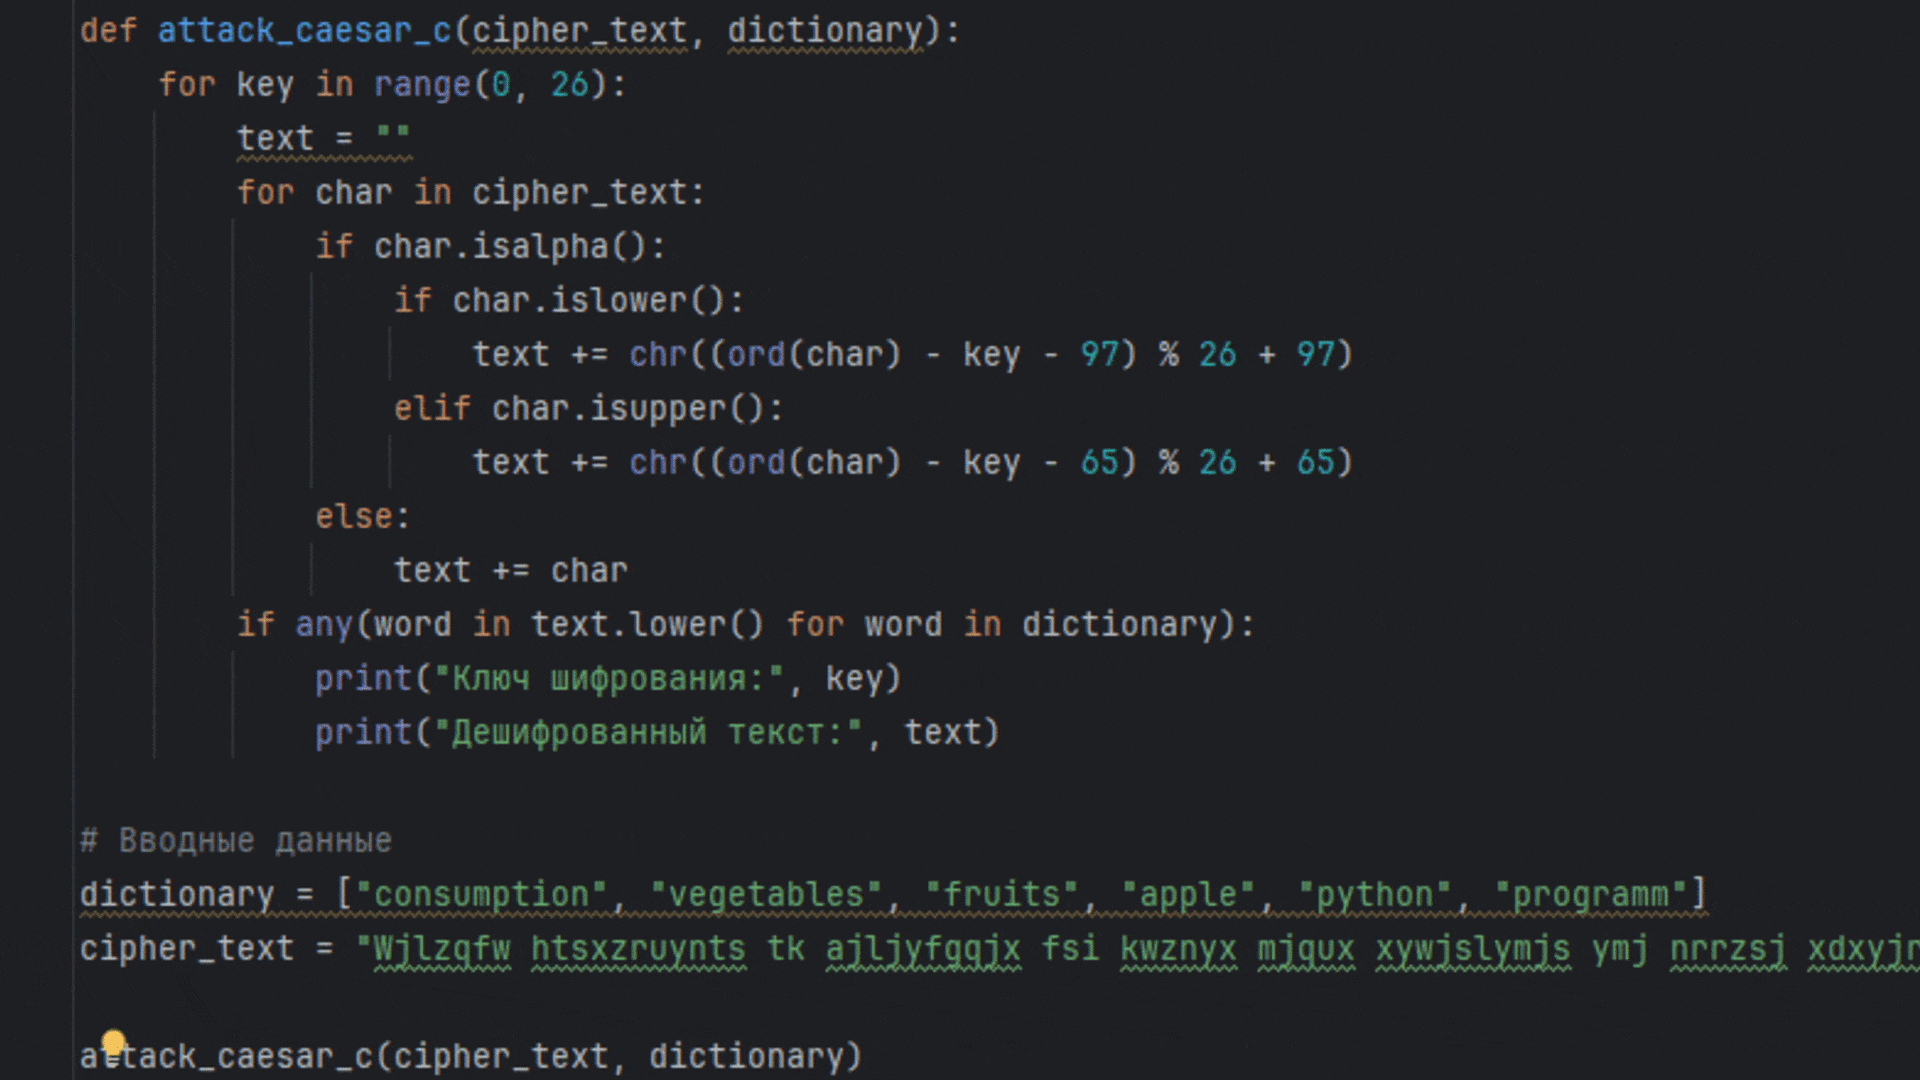 def attack_caesar_c(cipher_text, dictionary):
for key in range(0, 26):
text = ""
for char in cipher_text:
if char.isalpha():
if char.islower():
text += chr((ord(char) - key - 97) % 26 + 97)
elif char.isupper():
text += chr((ord(char) - key - 65) % 26 + 65)
else:
text += char
if any(word in text.lower() for word in dictionary):
print("Ключ шифрования:", key)
print("Дешифрованный текст:", text)
# Вводные данные
dictionary = ["consumption", "vegetables", "fruits", "apple", "python", "programm"]
cipher_text = "Wjlzqfw htsxzruynts tk ajljyfgqjx fsi kwznyx mjqux xywjslymjs ymj nrrzsj
attack_caesar_c(cipher_text, dictionary)